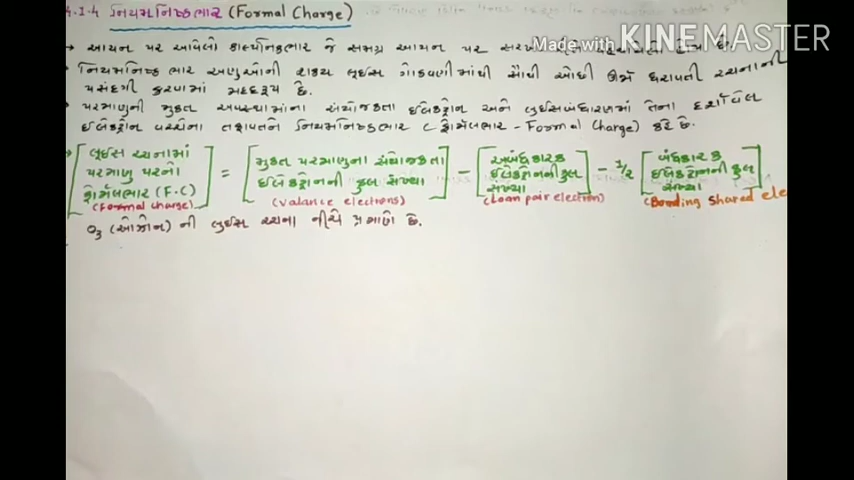 4.1.4 નિયમનિષ્ઠભાર (Formal Charge)
Made with KINEMASTER
→ આયન પર આવેલો કાલ્પનિકભાર જે સમગ્ર આયન પર સરખી
• નિયમનિષ્ઠ ભાર અણુઓની શક્ય લૂઇસ ગોઠવણીમાંથી સૌથી ઓછી ઊર્જા ધરાવતી રચનાની
પસંદગી કરવામાં મદદરૂપ છે.
• પરમાણુની મુક્ત અવસ્થામાંના સંયોજકતા ઇલેક્ટ્રોન અને લુઇસબંધારણમાં તેના દર્શાવેલ
ઇલેક્ટ્રોન વચ્ચેના તફાવતને નિયમનિષ્ઠભાર ( ફોર્મલભાર - Formal Charge) કહે છે.
→ [લૂઇસ રચનામાં પરમાણુ પરના ફોર્મલભાર (F.C)] = [મુક્ત પરમાણુના સંયોજકતા ઇલેક્ટ્રોનની કુલ સંખ્યા] - [અબંધકારક ઇલેક્ટ્રોનની કુલ સંખ્યા] - 1/2 [બંધકારક ઇલેક્ટ્રોનની કુલ સંખ્યા]
(Formal charge) (Valance electrons) (Loan pair election) (Bonding shared ele
O₃ (ઓઝોન) ની લુઇસ રચના નીચે પ્રમાણે છે.